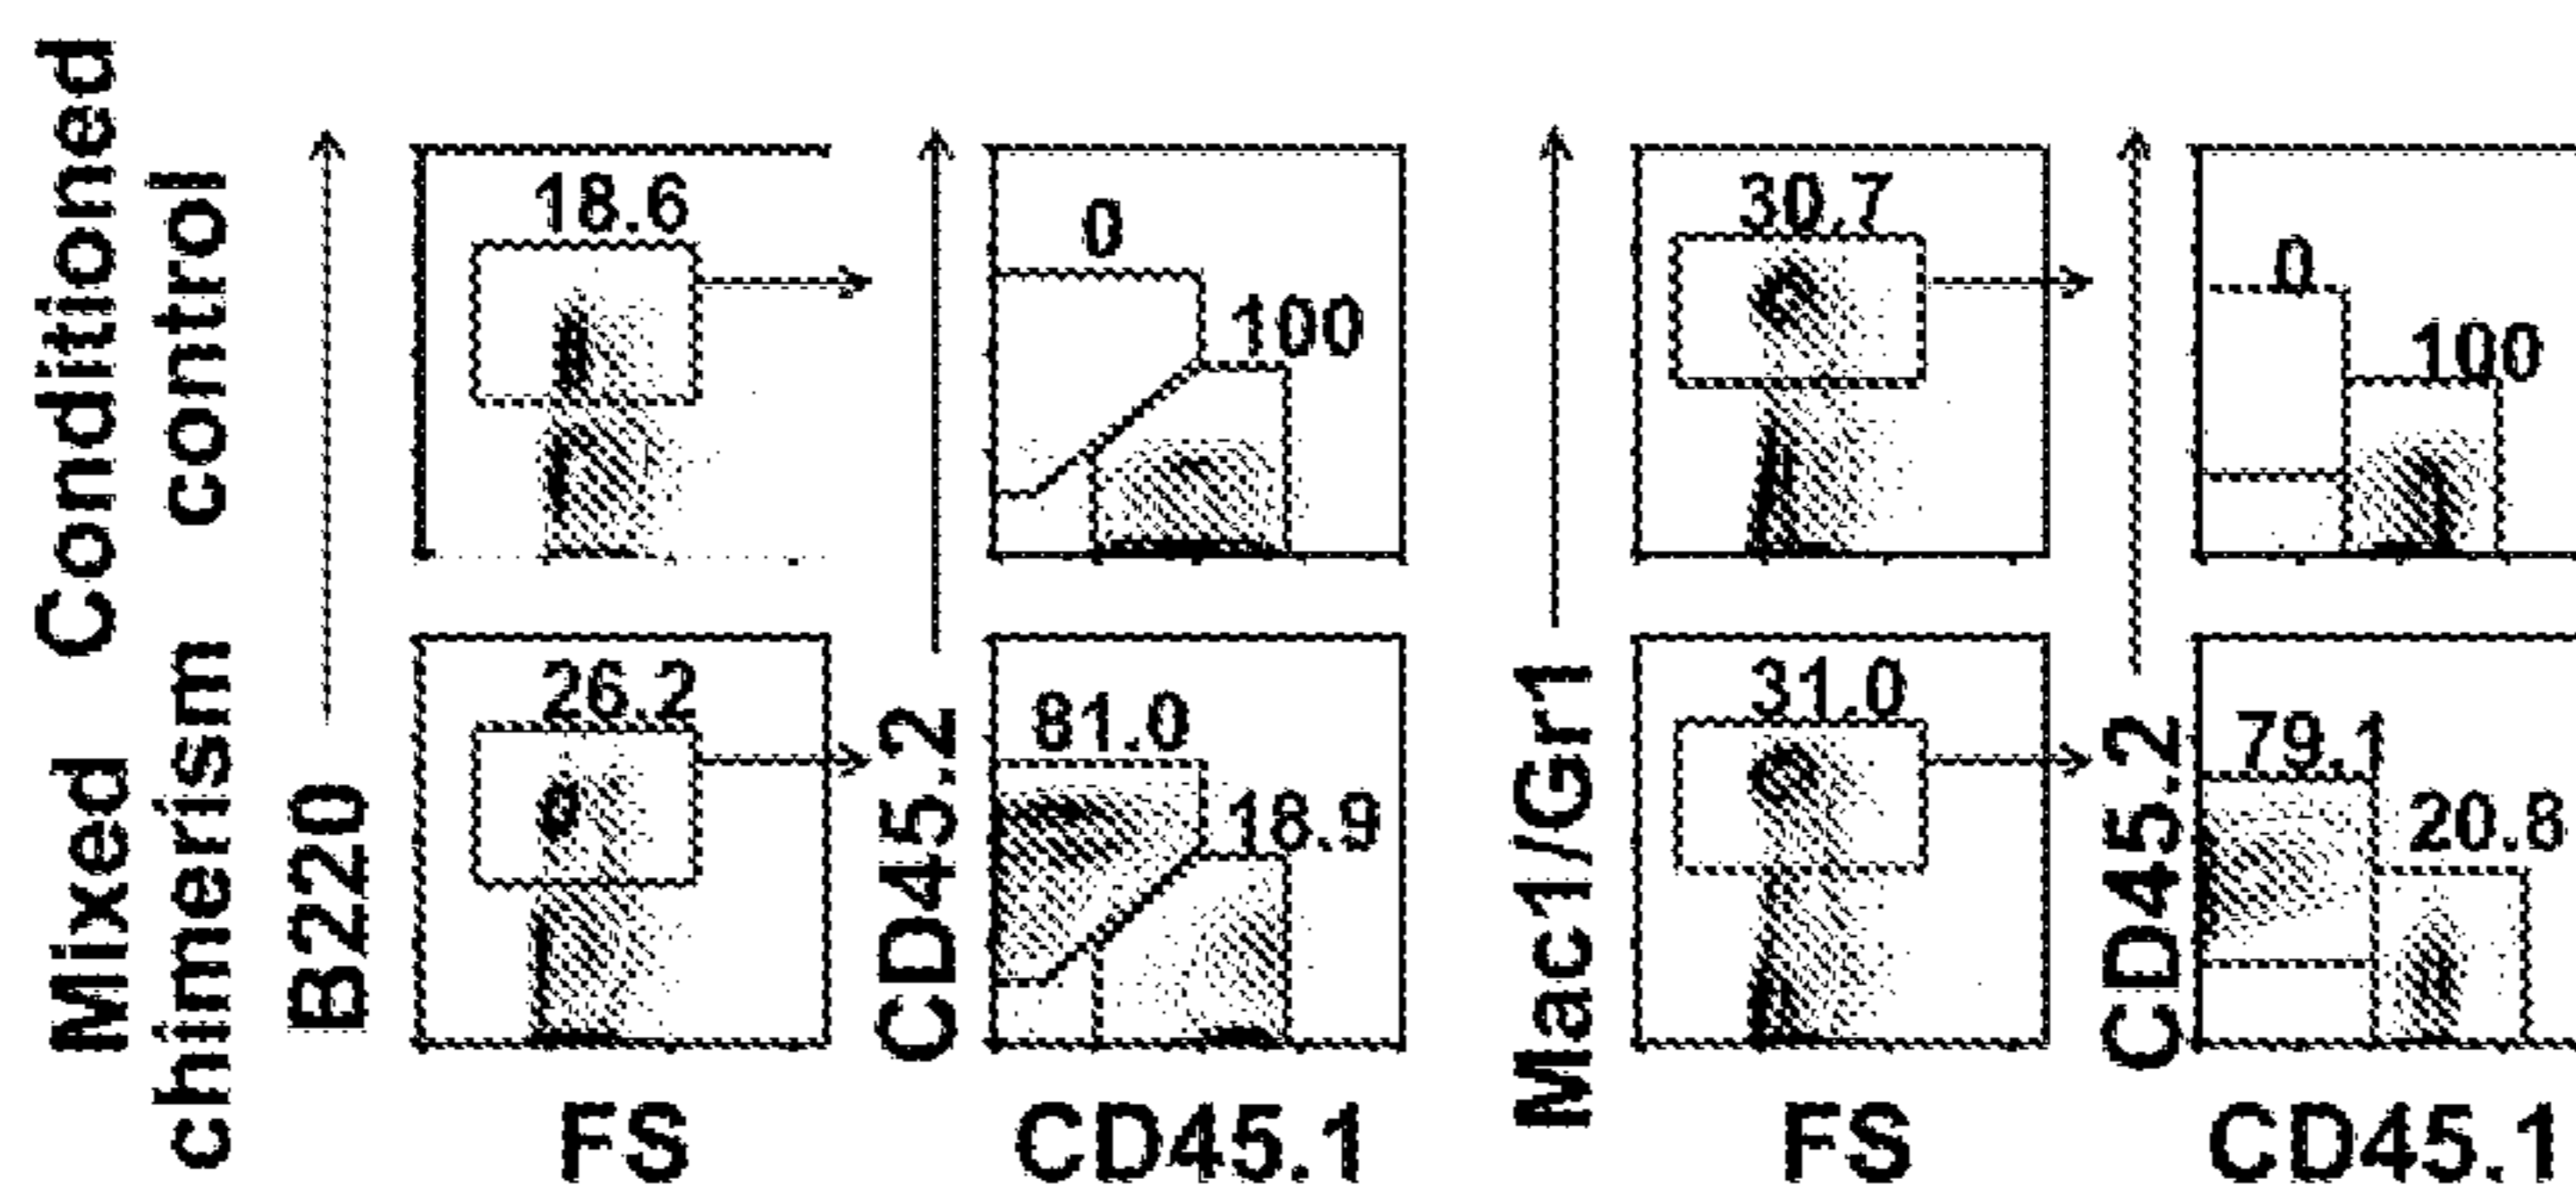 Conditioned
control
18.6
0
100
30.7
0
100
Mixed
chimerism
B220
26.2
CD45.2
81.0
18.9
Mac1/Gr1
31.0
CD45.2
79.1
20.8
FS
CD45.1
FS
CD45.1